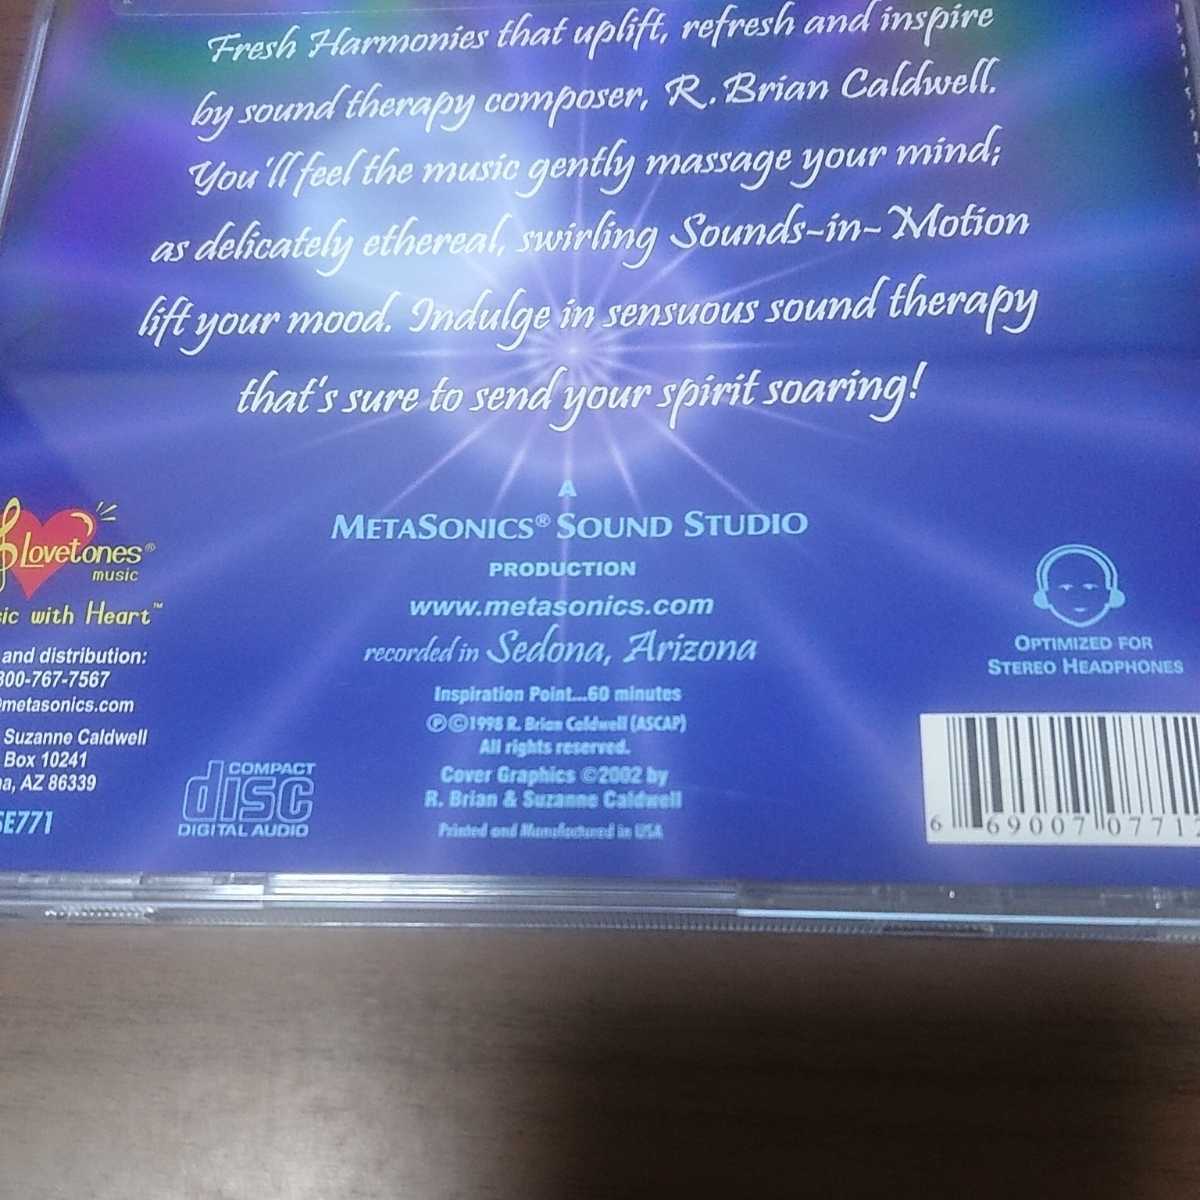 Fresh Harmonies that uplift, refresh and inspire
by sound therapy composer, R. Brian Caldwell.
You'll feel the music gently massage your mind;
as delicately ethereal, swirling Sounds-in-Motion
lift your mood. Indulge in sensuous sound therapy
that's sure to send your spirit soaring!
A
METASONICS® SOUND STUDIO
PRODUCTION
www.metasonics.com
recorded in Sedona, Arizona
Inspiration Point...60 minutes
℗©1998 R. Brian Caldwell (ASCAP)
All rights reserved.
Cover Graphics ©2002 by
R. Brian & Suzanne Caldwell
Printed and Manufactured in USA
Lovetones®
music
with Heart™
and distribution:
800-767-7567
metasonics.com
Suzanne Caldwell
Box 10241
AZ 86339
SE771
COMPACT
disc
DIGITAL AUDIO
OPTIMIZED FOR
STEREO HEADPHONES
6 69007 0771